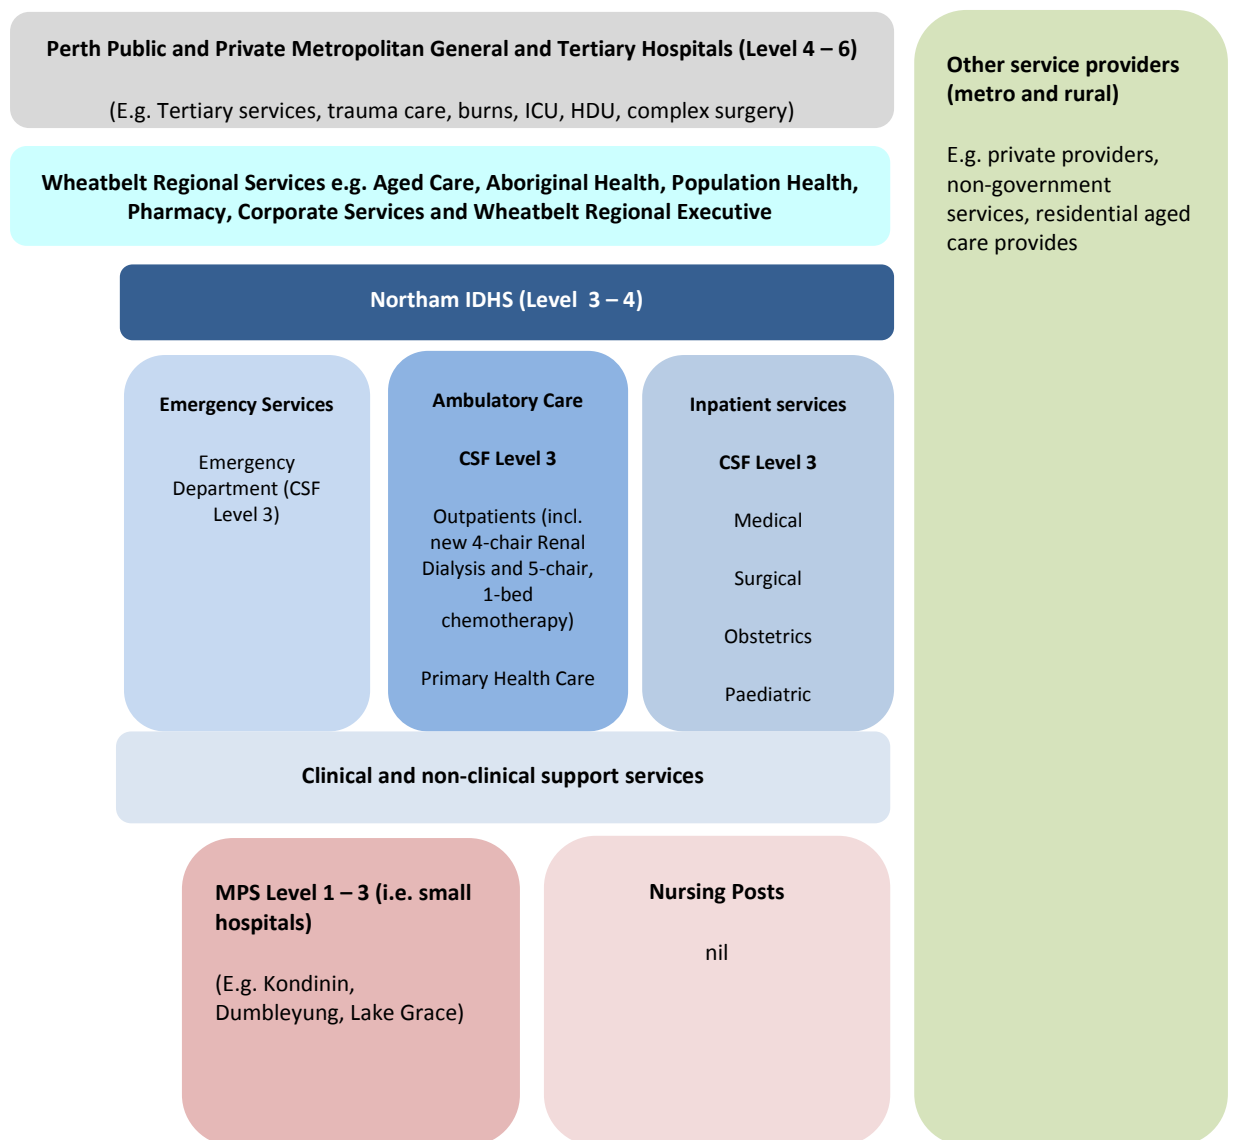 Perth Public and Private Metropolitan General and Tertiary Hospitals (Level 4 – 6)
(E.g. Tertiary services, trauma care, burns, ICU, HDU, complex surgery)
Wheatbelt Regional Services e.g. Aged Care, Aboriginal Health, Population Health,
Pharmacy, Corporate Services and Wheatbelt Regional Executive
Northam IDHS (Level 3 – 4)
Emergency Services
Emergency
Department (CSF
Level 3)
Ambulatory Care
CSF Level 3
Outpatients (incl.
new 4-chair Renal
Dialysis and 5-chair,
1-bed
chemotherapy)
Primary Health Care
Inpatient services
CSF Level 3
Medical
Surgical
Obstetrics
Paediatric
Clinical and non-clinical support services
MPS Level 1 – 3 (i.e. small
hospitals)
(E.g. Kondinin,
Dumbleyung, Lake Grace)
Nursing Posts
nil
Other service providers
(metro and rural)
E.g. private providers,
non-government
services, residential aged
care provides